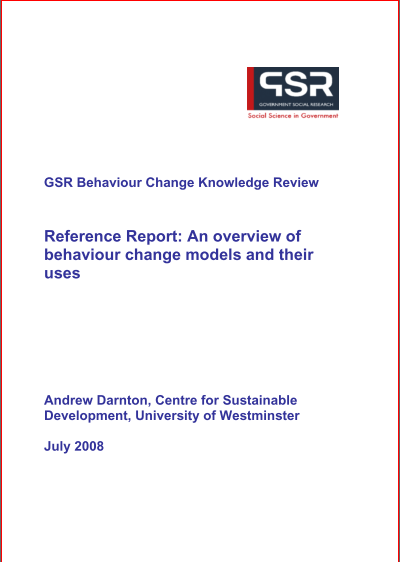 GSR
GOVERNMENT SOCIAL RESEARCH
Social Science in Government
GSR Behaviour Change Knowledge Review
Reference Report: An overview of
behaviour change models and their
uses
Andrew Darnton, Centre for Sustainable
Development, University of Westminster
July 2008